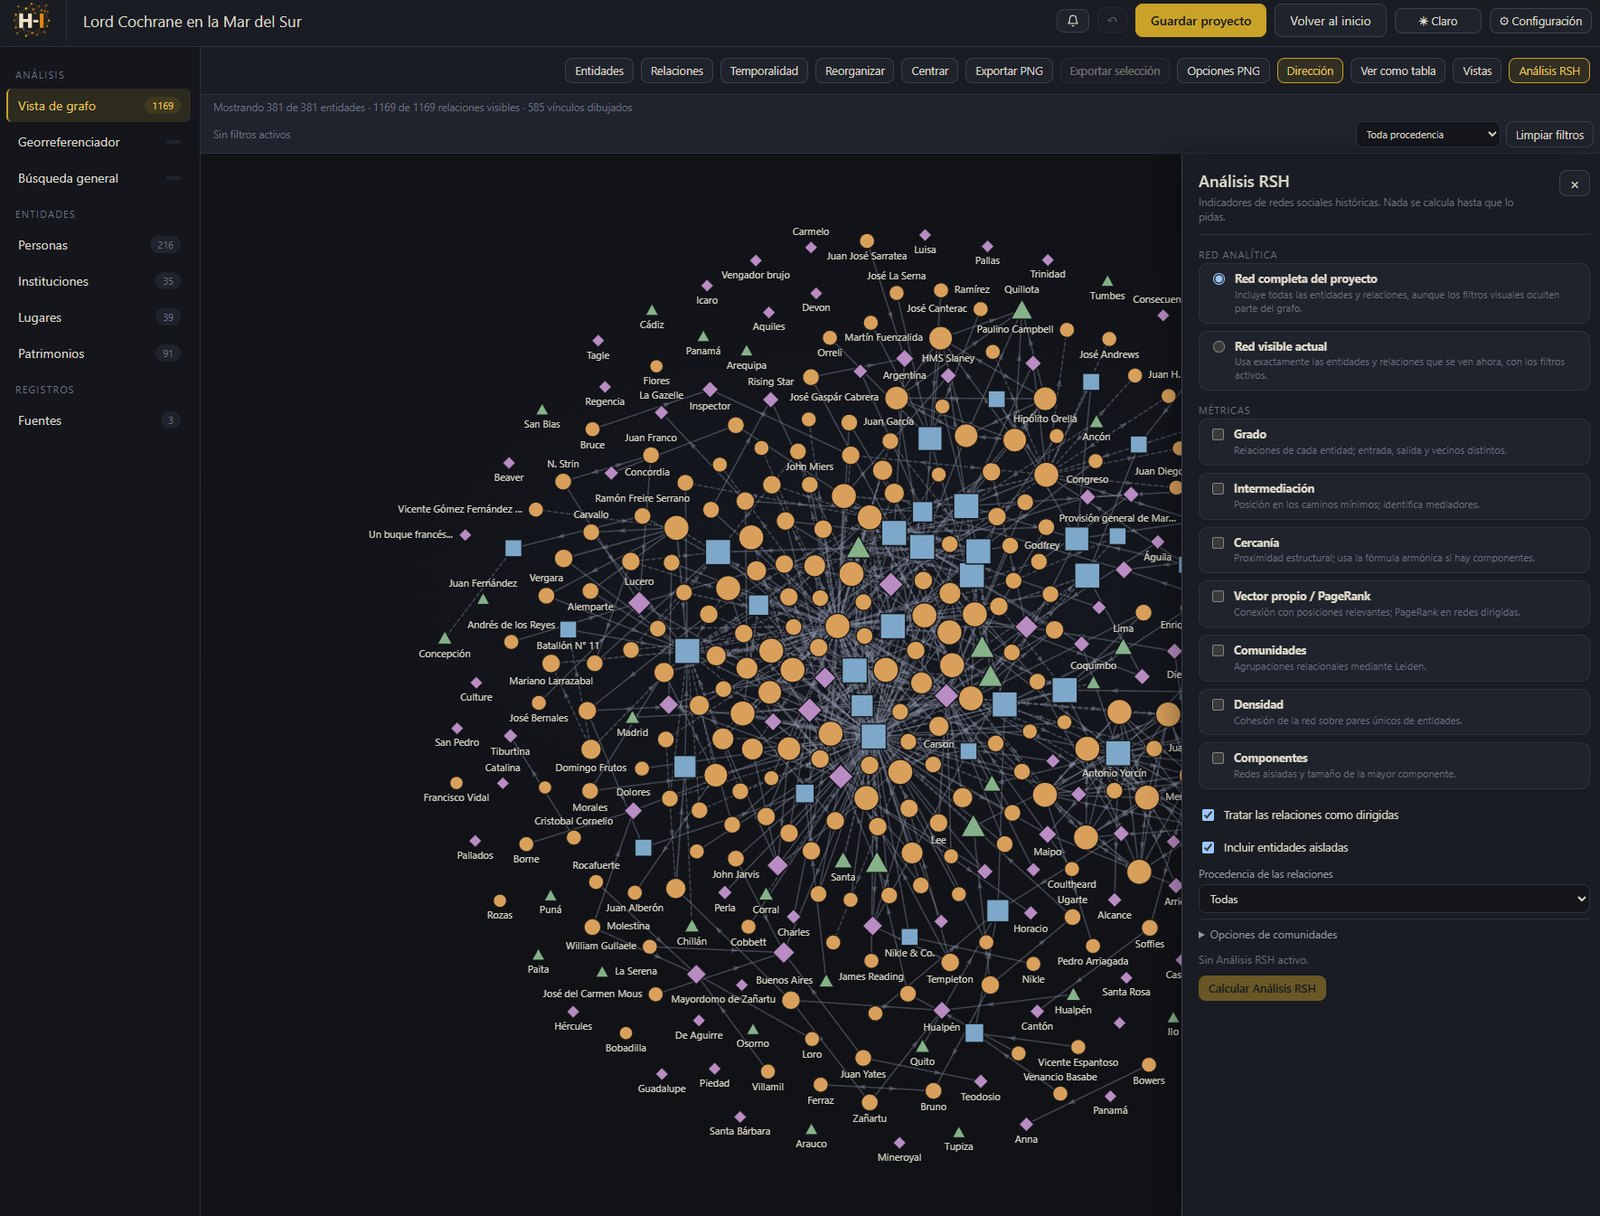 H-I
Lord Cochrane en la Mar del Sur
Guardar proyecto
Volver al inicio
☀ Claro
⚙ Configuración
ANÁLISIS
Vista de grafo 1169
Georreferenciador
Búsqueda general
ENTIDADES
Personas 216
Instituciones 35
Lugares 39
Patrimonios 91
REGISTROS
Fuentes 3
Entidades
Relaciones
Temporalidad
Reorganizar
Centrar
Exportar PNG
Exportar selección
Opciones PNG
Dirección
Ver como tabla
Vistas
Análisis RSH
Mostrando 381 de 381 entidades · 1169 de 1169 relaciones visibles · 585 vínculos dibujados
Sin filtros activos
Toda procedencia
Limpiar filtros
Carmelo
Juan José Sarratea
Luisa
Pallas
Vengador brujo
José La Serna
Trinidad
Icaro
Devon
Ramírez
Quillota
Tumbes
Consecuen
José Canterac
Cádiz
Aquiles
Martín Fuenzalida
Paulino Campbell
Tagle
Panamá
Orreli
HMS Slaney
José Andrews
Arequipa
Argentina
Juan H.
Flores
Rising Star
La Gazelle
José Gaspár Cabrera
Regencia
Inspector
San Blas
Juan García
Hipólito Orella
Bruce
Juan Franco
Ancón
N. Strin
John Miers
Concordia
Juan Diego
Beaver
Congreso
Ramón Freire Serrano
Vicente Gómez Fernández ...
Carvallo
Provisión general de Mar...
Un buque francés...
Godfrey
Águila
Juan Fernández
Vergara
Lucero
Alemparte
Andrés de los Reyes
Lima
Enric
Batallón N° 11
Concepción
Coquimbo
Mariano Larrazabal
Die
Culture
José Bernales
Madrid
San Pedro
Tiburtina
Carson
Catalina
Domingo Frutos
Antonio Yorcín
Francisco Vidal
Dolores
Morales
Cristobal Cornelio
Lee
Pallados
Borne
Maipo
Rocafuerte
John Jarvis
Santa
Coultheard
Ugarte
Rozas
Puná
Juan Alberón
Perla
Corral
Alcance
Arri
Molestina
Charles
Horacio
William Gullaele
Chillán
Cobbett
Soffies
Nikle & Co.
Pedro Arriagada
Paita
La Serena
Buenos Aires
James Reading
Templeton
Nikle
Santa Rosa
José del Carmen Mous
Mayordomo de Zañartu
Hualpén
Hércules
De Aguirre
Hualpén
Cantón
Ilo
Bobadilla
Osorno
Loro
Quito
Vicente Espantoso
Juan Yates
Venancio Basabe
Bowers
Guadalupe
Piedad
Villamil
Ferraz
Bruno
Teodosio
Panamá
Zañartu
Santa Bárbara
Arauco
Tupiza
Anna
Mineroyal
Análisis RSH
×
Indicadores de redes sociales históricas. Nada se calcula hasta que lo
pidas.
RED ANALÍTICA
Red completa del proyecto
Incluye todas las entidades y relaciones, aunque los filtros visuales oculten
parte del grafo.
Red visible actual
Usa exactamente las entidades y relaciones que se ven ahora, con los filtros
activos.
MÉTRICAS
Grado
Relaciones de cada entidad; entrada, salida y vecinos distintos.
Intermediación
Posición en los caminos mínimos; identifica mediadores.
Cercanía
Proximidad estructural; usa la fórmula armónica si hay componentes.
Vector propio / PageRank
Conexión con posiciones relevantes; PageRank en redes dirigidas.
Comunidades
Agrupaciones relacionales mediante Leiden.
Densidad
Cohesión de la red sobre pares únicos de entidades.
Componentes
Redes aisladas y tamaño de la mayor componente.
Tratar las relaciones como dirigidas
Incluir entidades aisladas
Procedencia de las relaciones
Todas
▸ Opciones de comunidades
Sin Análisis RSH activo.
Calcular Análisis RSH